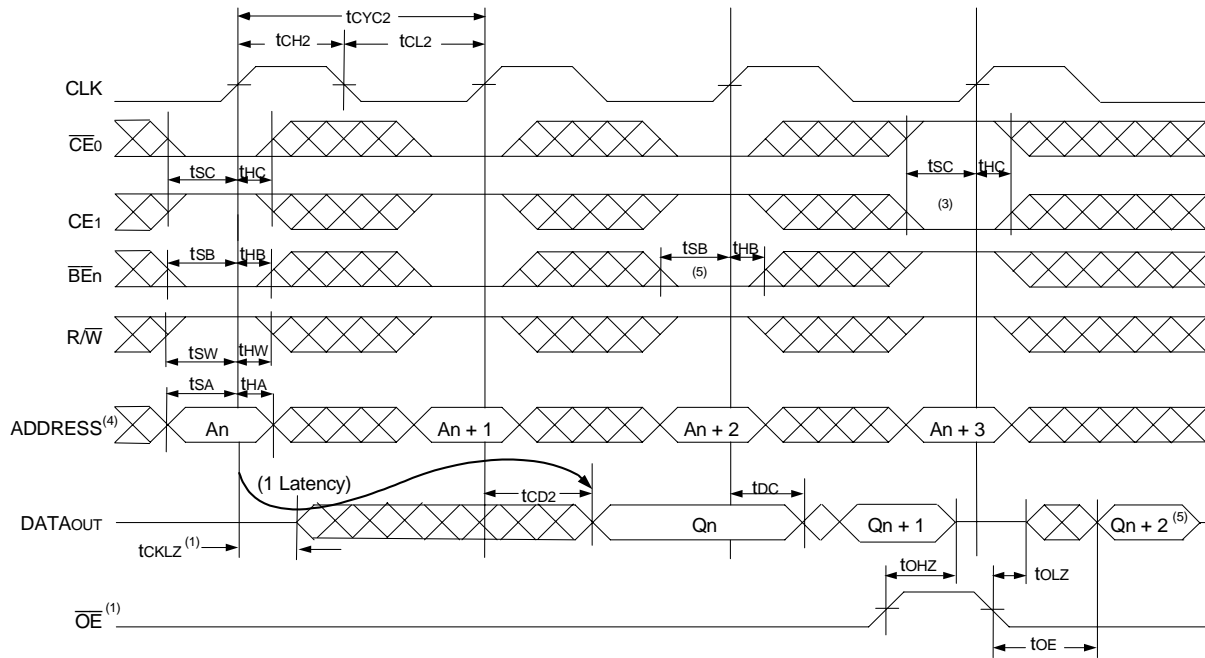 tCYC2
tCH2 tCL2
CLK
CE0
tSC tHC tSC tHC
CE1 (3)
tSB tHB tSB tHB
BEn (5)
R/W
tSW tHW
tSA tHA
ADDRESS(4) An An + 1 An + 2 An + 3
(1 Latency) tCD2 tDC
DATAOUT Qn Qn + 1 Qn + 2 (5)
tCKLZ (1) tOHZ tOLZ
OE (1)
tOE